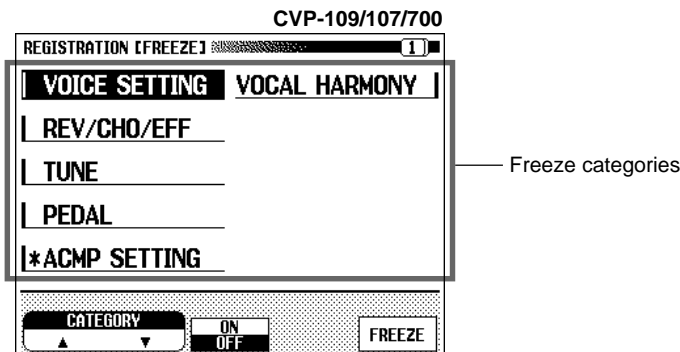 CVP-109/107/700
REGISTRATION [FREEZE] 1
VOICE SETTING VOCAL HARMONY
REV/CHO/EFF
TUNE
Freeze categories
PEDAL
*ACMP SETTING
CATEGORY
▲ ▼
ON
OFF
FREEZE